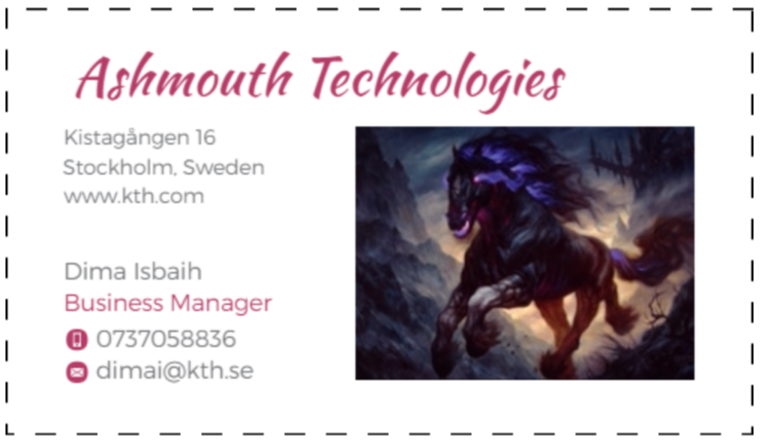 Ashmouth Technologies
Kistagången 16
Stockholm, Sweden
www.kth.com
Dima Isbaih
Business Manager
0737058836
dimai@kth.se